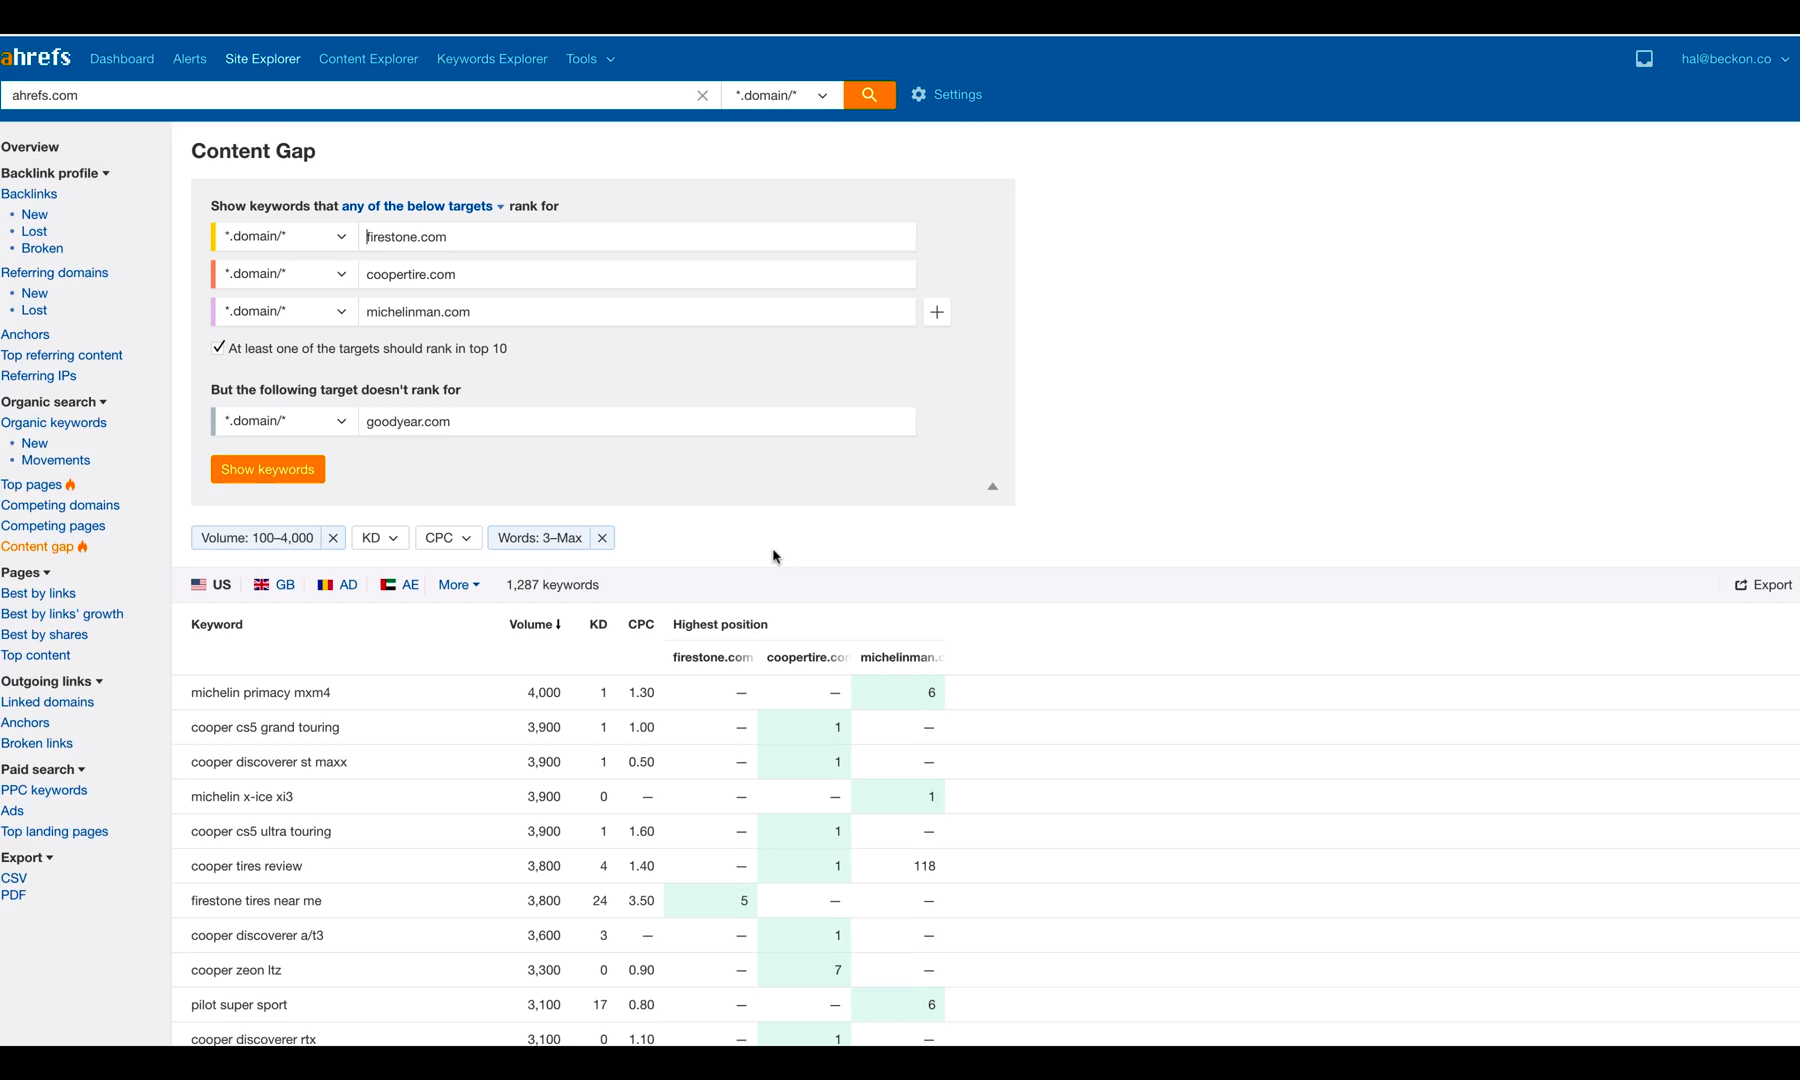 ahrefs Dashboard Alerts Site Explorer Content Explorer Keywords Explorer Tools hal@beckon.co
ahrefs.com *.domain/* Settings
Overview
Backlink profile
Backlinks
• New
• Lost
• Broken
Referring domains
• New
• Lost
Anchors
Top referring content
Referring IPs
Organic search
Organic keywords
• New
• Movements
Top pages
Competing domains
Competing pages
Content gap
Pages
Best by links
Best by links' growth
Best by shares
Top content
Outgoing links
Linked domains
Anchors
Broken links
Paid search
PPC keywords
Ads
Top landing pages
Export
CSV
PDF
Content Gap
Show keywords that any of the below targets rank for
*.domain/* firestone.com
*.domain/* coopertire.com
*.domain/* michelinman.com
At least one of the targets should rank in top 10
But the following target doesn't rank for
*.domain/* goodyear.com
Show keywords
Volume: 100–4,000 KD CPC Words: 3–Max
US GB AD AE More 1,287 keywords Export
Keyword Volume KD CPC Highest position
firestone.com coopertire.co michelinman.
michelin primacy mxm4 4,000 1 1.30 — — 6
cooper cs5 grand touring 3,900 1 1.00 — 1 —
cooper discoverer st maxx 3,900 1 0.50 — 1 —
michelin x-ice xi3 3,900 0 — — — 1
cooper cs5 ultra touring 3,900 1 1.60 — 1 —
cooper tires review 3,800 4 1.40 — 1 118
firestone tires near me 3,800 24 3.50 5 — —
cooper discoverer a/t3 3,600 3 — — 1 —
cooper zeon ltz 3,300 0 0.90 — 7 —
pilot super sport 3,100 17 0.80 — — 6
cooper discoverer rtx 3,100 0 1.10 — 1 —